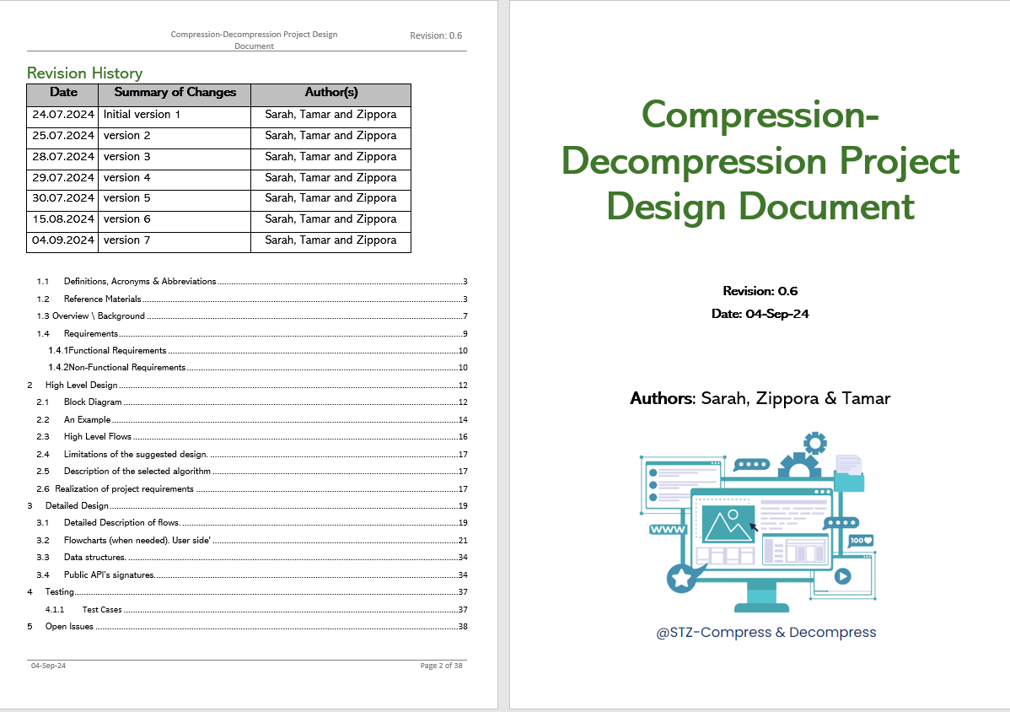 Compression-Decompression Project Design
Document
Revision: 0.6
Revision History
Date Summary of Changes Author(s)
24.07.2024 Initial version 1 Sarah, Tamar and Zippora
25.07.2024 version 2 Sarah, Tamar and Zippora
28.07.2024 version 3 Sarah, Tamar and Zippora
29.07.2024 version 4 Sarah, Tamar and Zippora
30.07.2024 version 5 Sarah, Tamar and Zippora
15.08.2024 version 6 Sarah, Tamar and Zippora
04.09.2024 version 7 Sarah, Tamar and Zippora
1.1 Definitions, Acronyms & Abbreviations 3
1.2 Reference Materials 3
1.3 Overview \ Background 7
1.4 Requirements 9
1.4.1Functional Requirements 10
1.4.2Non-Functional Requirements 10
2 High Level Design 12
2.1 Block Diagram 12
2.2 An Example 14
2.3 High Level Flows 16
2.4 Limitations of the suggested design. 17
2.5 Description of the selected algorithm 17
2.6 Realization of project requirements 17
3 Detailed Design 19
3.1 Detailed Description of flows. 19
3.2 Flowcharts (when needed). User side' 21
3.3 Data structures. 34
3.4 Public API's signatures. 34
4 Testing 37
4.1.1 Test Cases 37
5 Open Issues 38
04-Sep-24
Page 2 of 38
Compression-
Decompression Project
Design Document
Revision: 0.6
Date: 04-Sep-24
Authors: Sarah, Zippora & Tamar
WWW
100
@STZ-Compress & Decompress